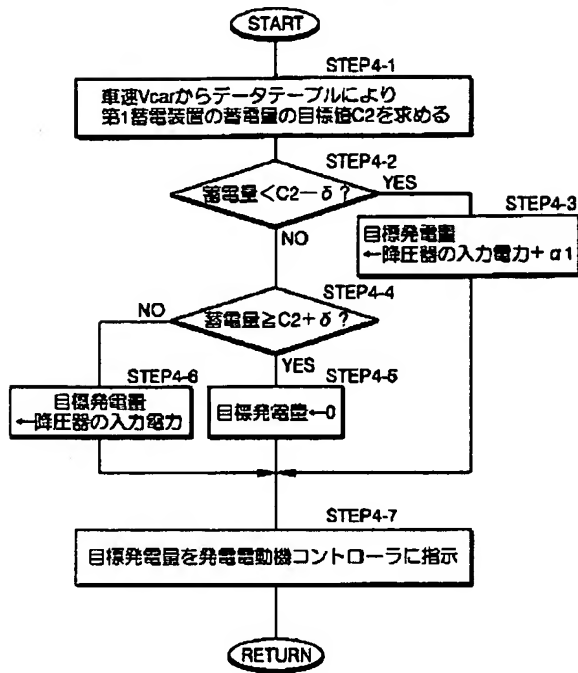 START
STEP4-1
車速Vcarからデータテーブルにより
第1蓄電装置の蓄電量の目標値C2を求める
STEP4-2
蓄電量<C2-δ?
YES
NO
STEP4-3
目標発電量
←降圧器の入力電力+α1
STEP4-4
蓄電量≧C2+δ?
NO
YES
STEP4-6
目標発電量
←降圧器の入力電力
STEP4-5
目標発電量←0
STEP4-7
目標発電量を発電電動機コントローラに指示
RETURN